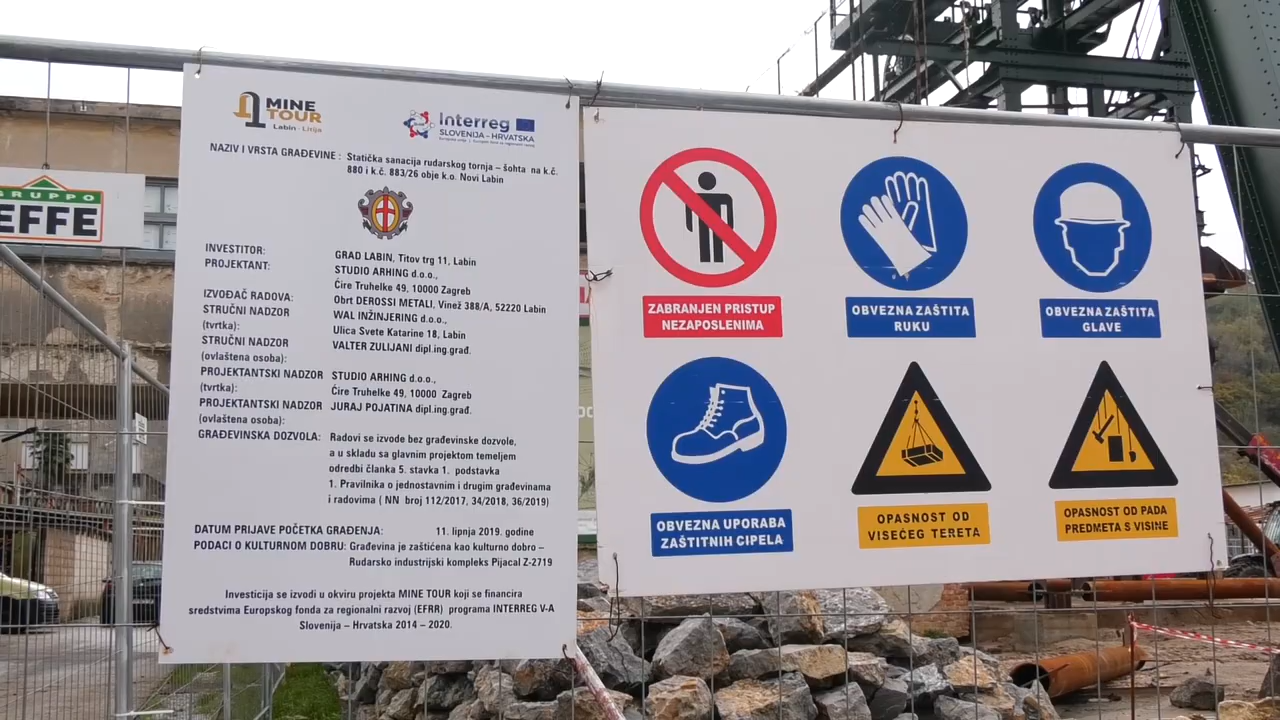 MINE
TOUR
Labin - Litija
Interreg
SLOVENIJA - HRVATSKA
NAZIV I VRSTA GRAĐEVINE : Statička sanacija rudarskog tornja – šohta na k.č.
880 i k.č. 883/26 obje k.o. Novi Labin
INVESTITOR: GRAD LABIN, Titov trg 11, Labin
PROJEKTANT: STUDIO ARHING d.o.o.,
Ćire Truhelke 49, 10000 Zagreb
IZVOĐAČ RADOVA: Obrt DEROSSI METALI, Vinež 388/A, 52220 Labin
STRUČNI NADZOR WAL INŽINJERING d.o.o.,
(tvrtka): Ulica Svete Katarine 18, Labin
STRUČNI NADZOR VALTER ZULIJANI dipl.ing.građ.
(ovlaštena osoba):
PROJEKTANTSKI NADZOR STUDIO ARHING d.o.o.,
(tvrtka): Ćire Truhelke 49, 10000 Zagreb
PROJEKTANTSKI NADZOR JURAJ POJATINA dipl.ing.građ.
(ovlaštena osoba):
GRAĐEVINSKA DOZVOLA: Radovi se izvode bez građevinske dozvole,
a u skladu sa glavnim projektom temeljem
odredbi članka 5. stavka 1. podstavka
1. Pravilnika o jednostavnim i drugim građevinama
i radovima ( NN broj 112/2017, 34/2018, 36/2019)
DATUM PRIJAVE POČETKA GRAĐENJA: 11. lipnja 2019. godine
PODACI O KULTURNOM DOBRU: Građevina je zaštićena kao kulturno dobro –
Rudarsko industrijski kompleks Pijacal Z-2719
Investicija se izvodi u okviru projekta MINE TOUR koji se financira
sredstvima Europskog fonda za regionalni razvoj (EFRR) programa INTERREG V-A
Slovenija – Hrvatska 2014 – 2020.
GRUPPO
EFFE
ZABRANJEN PRISTUP
NEZAPOSLENIMA
OBVEZNA ZAŠTITA
RUKU
OBVEZNA ZAŠTITA
GLAVE
OBVEZNA UPORABA
ZAŠTITNIH CIPELA
OPASNOST OD
VISEĆEG TERETA
OPASNOST OD PADA
PREDMETA S VISINE